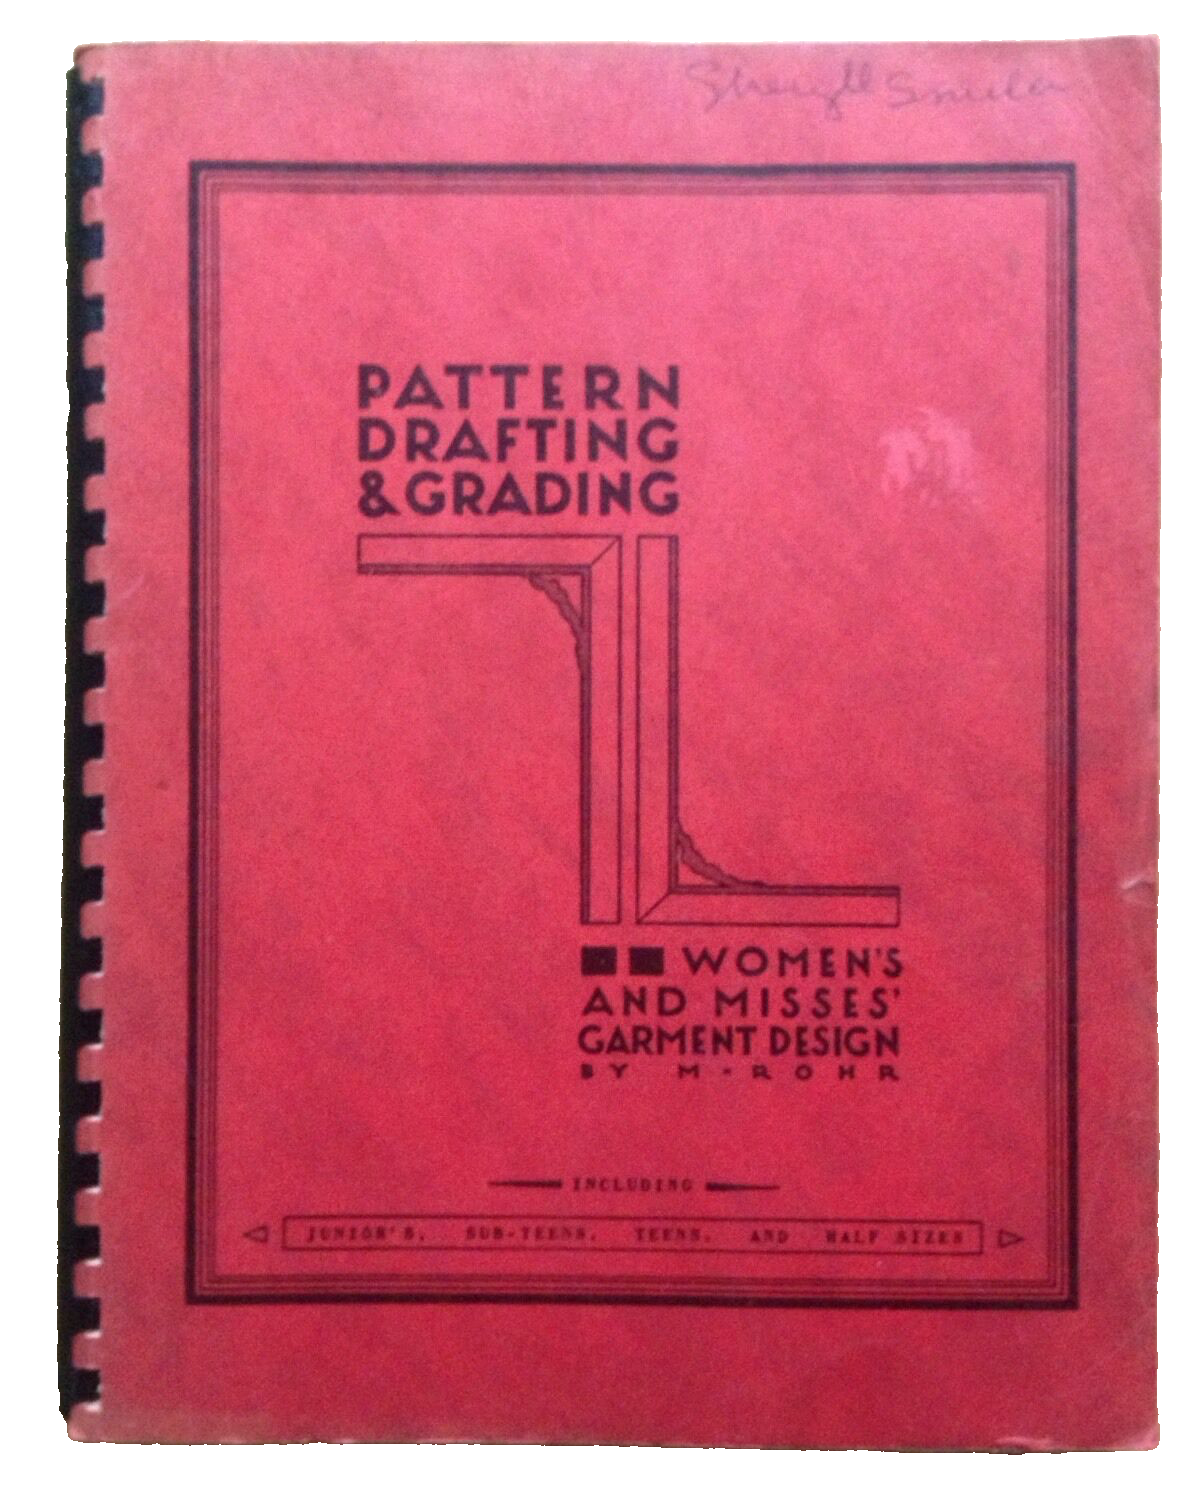 PATTERN
DRAFTING
& GRADING
WOMEN'S
AND MISSES'
GARMENT DESIGN
BY M·ROHR
INCLUDING
JUNIOR'S, SUB-TEENS, TEENS, AND HALF SIZES